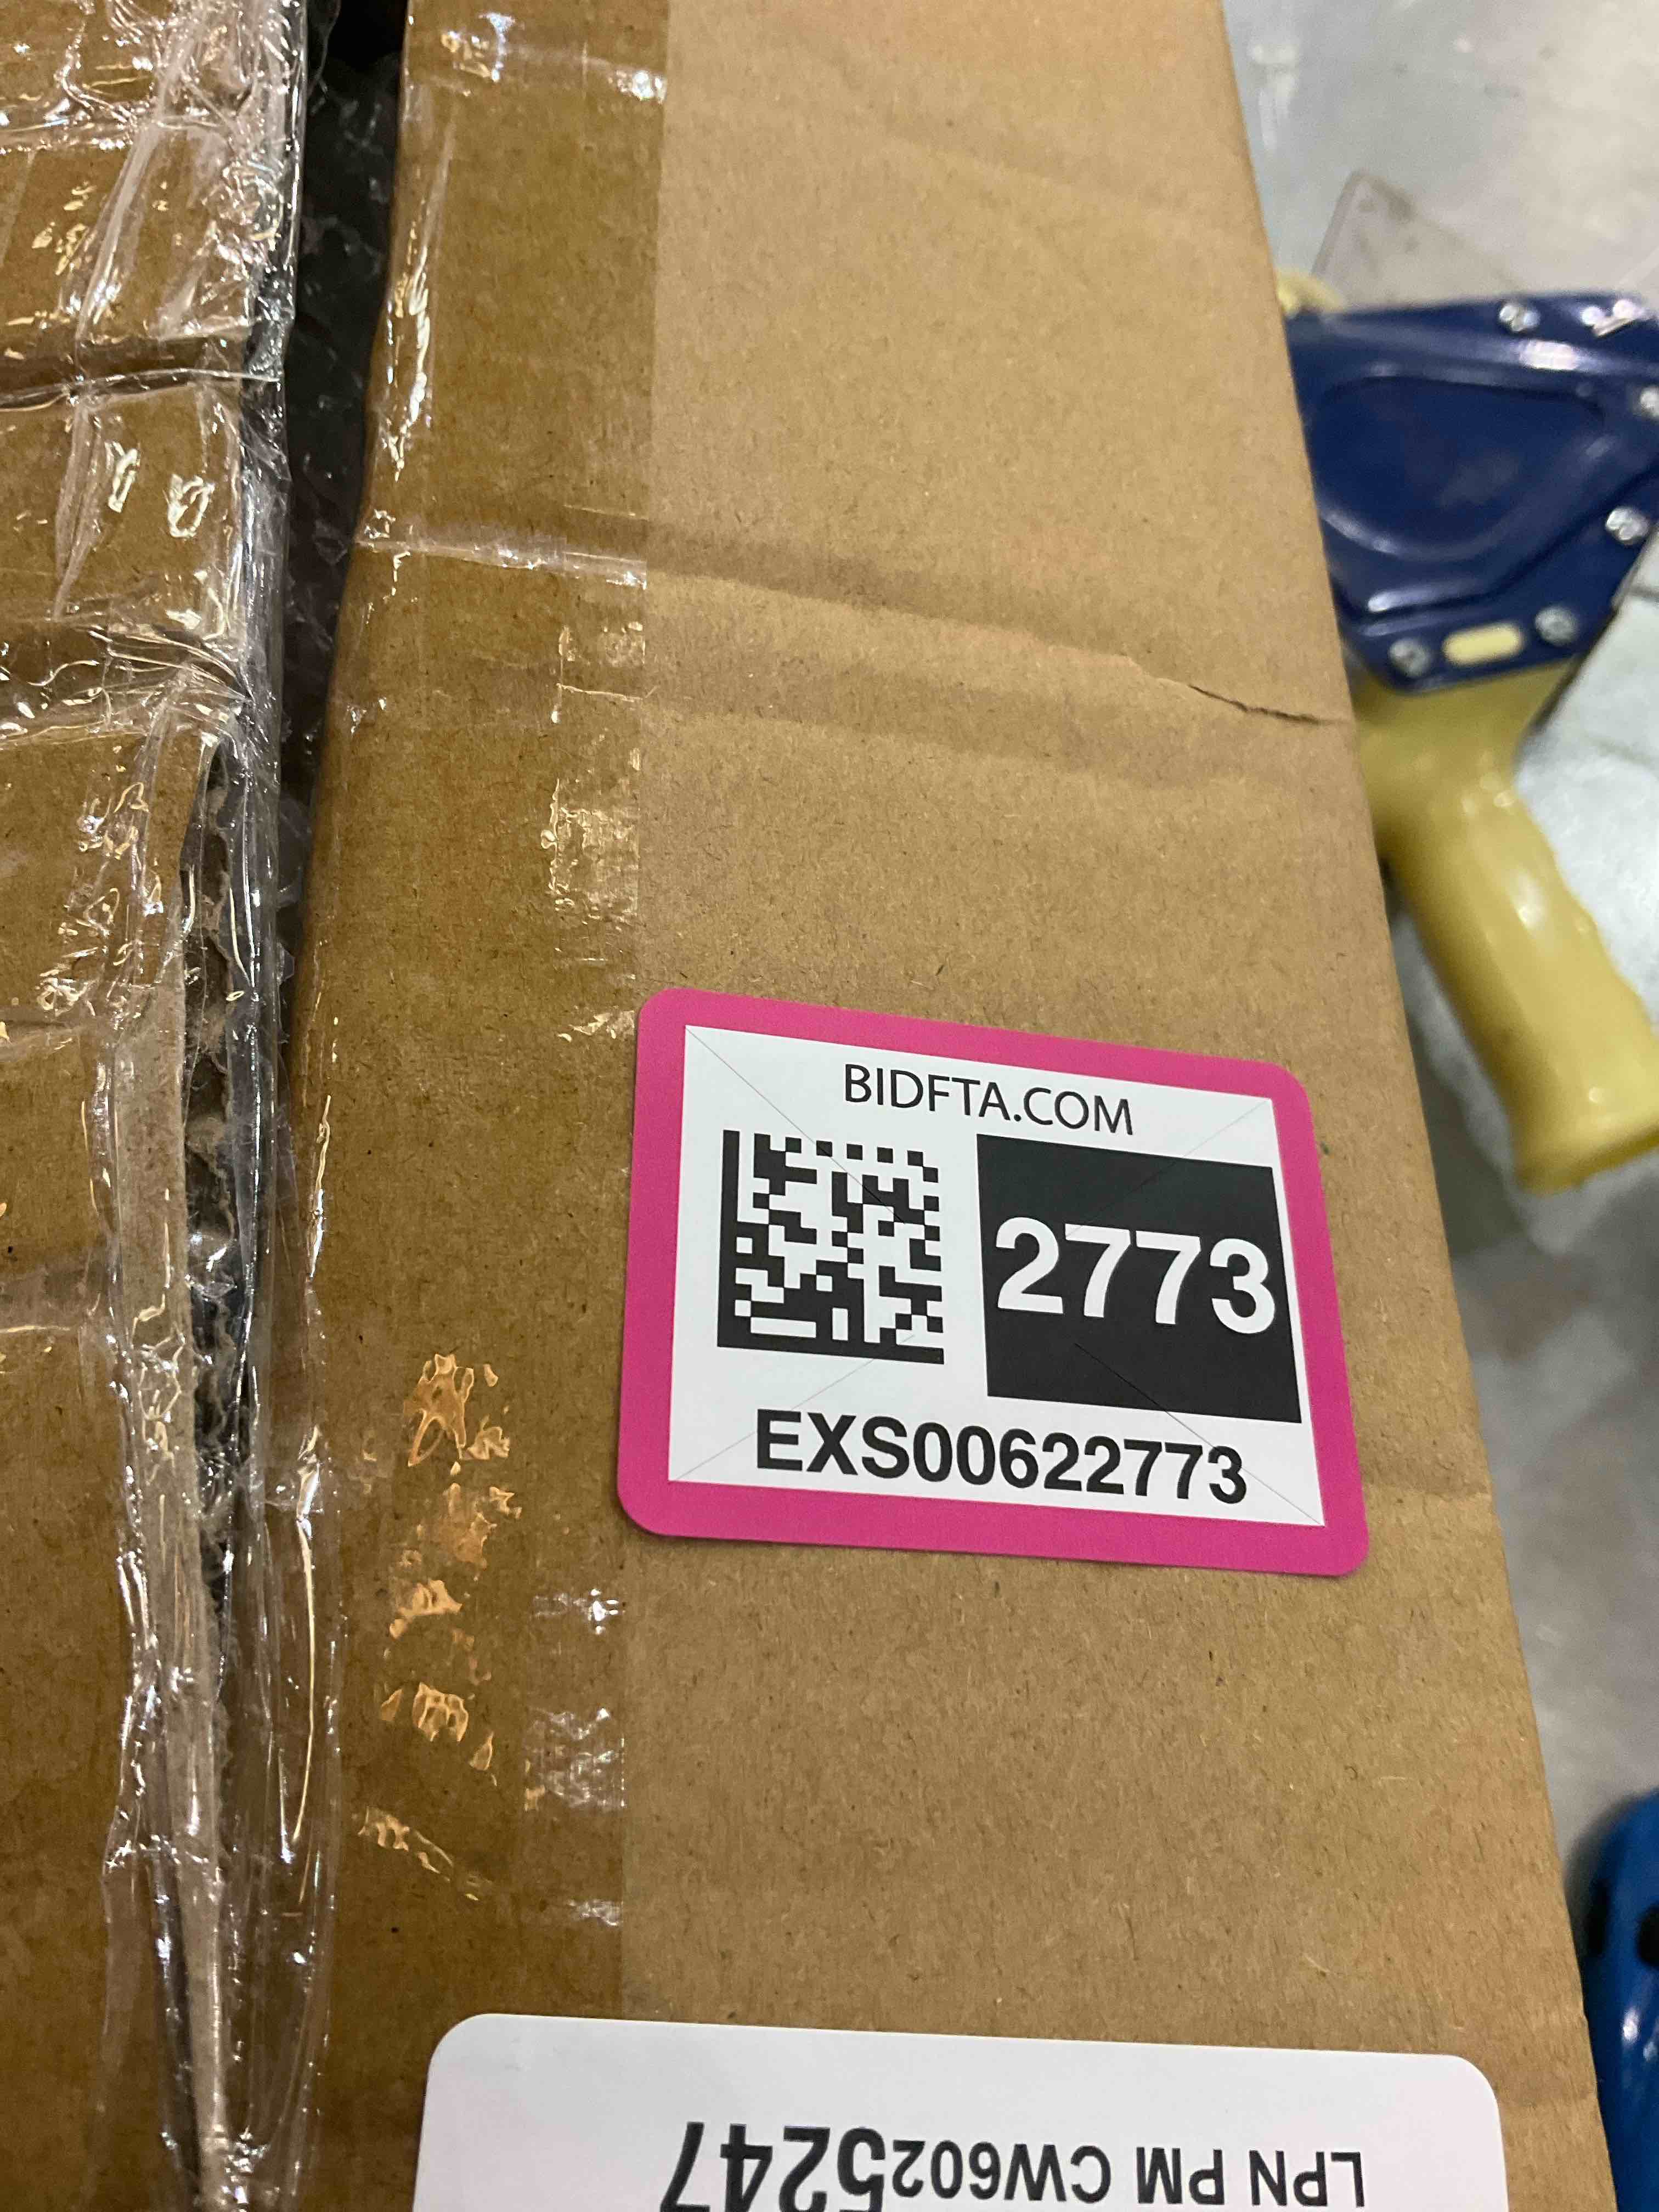 BIDFTA.COM
2773
EXS00622773
LPN PM CW6025247